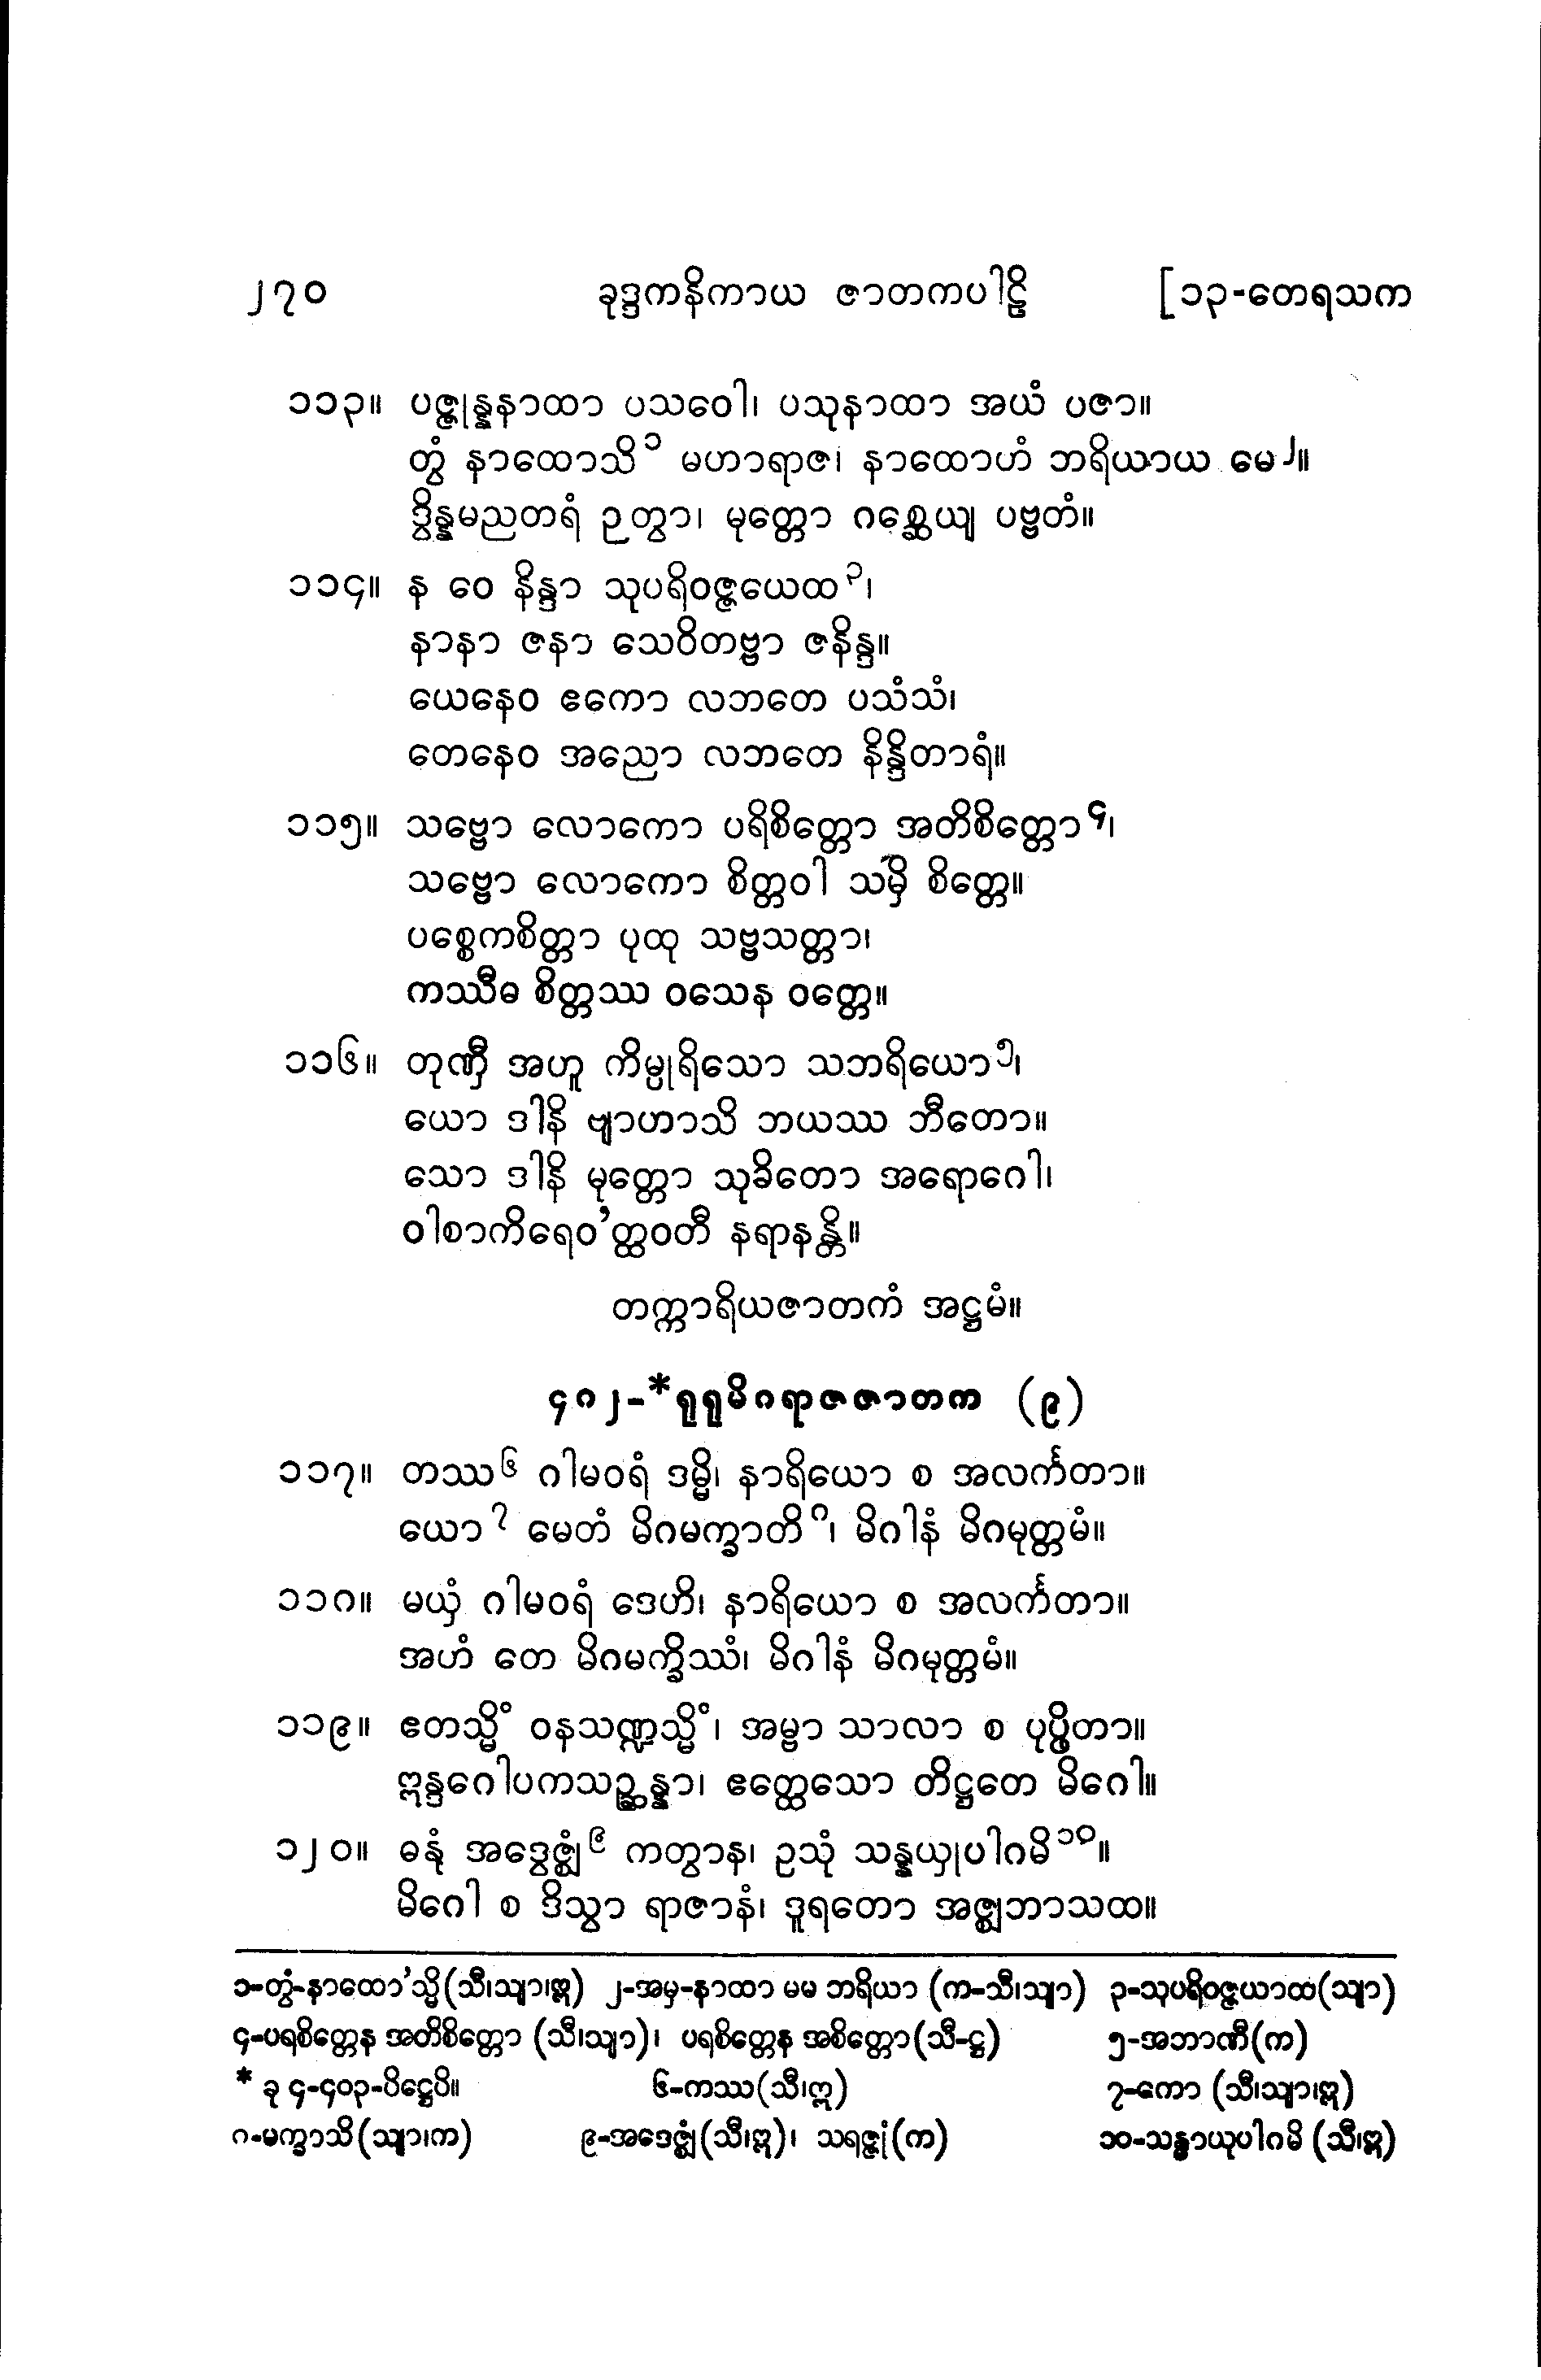 ၂၇၀ ခုဒ္ဒကနိကာယ ဇာတကပါဠိ [၁၃-တေရသက
၁၁၃။ ပဇ္ဇုန္နနာထာ ပသဝေါ၊ ပသုနာထာ အယံ ပဇာ။
တွံ နာထောသိ ၁ မဟာရာဇ၊ နာထောဟံ ဘရိယာယ မေ ၂။
ဒွိန္နမညတရံ ဉတွာ၊ မုတ္တော ဂစ္ဆေယျ ပဗ္ဗတံ။
၁၁၄။ န ဝေ နိန္ဒာ သုပရိဝဇ္ဇယေထ ၃၊
နာနာ ဇနာ သေဝိတဗ္ဗာ ဇနိန္ဒ။
ယေနေဝ ဧကော လဘတေ ပသံသံ၊
တေနေဝ အညော လဘတေ နိန္ဒိတာရံ။
၁၁၅။ သဗ္ဗော လောကော ပရိစိတ္တော အတိစိတ္တော ၄၊
သဗ္ဗော လောကော စိတ္တဝါ သမှိ စိတ္တေ။
ပစ္စေကစိတ္တာ ပုထု သဗ္ဗသတ္တာ၊
ကဿီဓ စိတ္တဿ ဝသေန ဝတ္တေ။
၁၁၆။ တုဏှီ အဟူ ကိမ္ပုရိသော သဘရိယော ၅၊
ယော ဒါနိ ဗျာဟာသိ ဘယဿ ဘီတော။
သော ဒါနိ မုတ္တော သုခိတော အရောဂေါ၊
ဝါစာကိရေဝ’တ္ထဝတီ နရာနန္တိ။
တက္ကာရိယဇာတကံ အဋ္ဌမံ။
၄၈၂-*ရုရုမိဂရာဇဇာတက (၉)
၁၁၇။ တဿ ၆ ဂါမဝရံ ဒမ္မိ၊ နာရိယော စ အလင်္ကတာ။
ယော ၇ မေတံ မိဂမက္ခာတိ ၈၊ မိဂါနံ မိဂမုတ္တမံ။
၁၁၈။ မယှံ ဂါမဝရံ ဒေဟိ၊ နာရိယော စ အလင်္ကတာ။
အဟံ တေ မိဂမက္ခိဿံ၊ မိဂါနံ မိဂမုတ္တမံ။
၁၁၉။ ဧတသ္မိံ ဝနသဏ္ဍသ္မိံ၊ အမ္ဗာ သာလာ စ ပုပ္ဖိတာ။
ဣန္ဒဂေါပကသဉ္ဆန္နာ၊ ဧတ္ထေသော တိဋ္ဌတေ မိဂေါ။
၁၂၀။ ဓနုံ အဒွေဇ္ဈံ ၉ ကတွာန၊ ဥသုံ သန္နယှုပါဂမိ ၁၀။
မိဂေါ စ ဒိသွာ ရာဇာနံ၊ ဒူရတော အဇ္ဈဘာသထ။
၁-တွံ-နာထော’သ္မိ(သီ၊သျာ၊ဣ) ၂-အမှ-နာထာ မမ ဘရိယာ (က-သီ၊သျာ) ၃-သုပရိဝဇ္ဇယာထ(သျာ)
၄-ပရစိတ္တေန အတိစိတ္တော (သီ၊သျာ)၊ ပရစိတ္တေန အစိတ္တော(သီ-ဋ္ဌ) ၅-အဘာဏီ(က)
* ခု ၄-၄၀၃-ပိဋ္ဌေပိ။ ၆-ကဿ(သီ၊ဣ) ၇-ကော (သီ၊သျာ၊ဣ)
၈-မက္ခာသိ(သျာ၊က) ၉-အဒေဇ္ဈံ(သီ၊ဣ)၊ သရဇ္ဇုံ(က) ၁၀-သန္ဓာယုပါဂမိ (သီ၊ဣ)